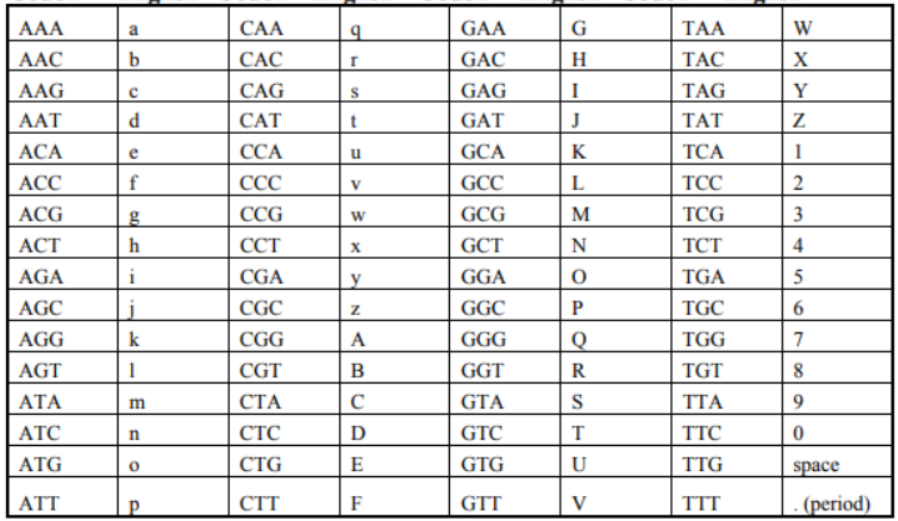 AAA a CAA q GAA G TAA W
AAC b CAC r GAC H TAC X
AAG c CAG s GAG I TAG Y
AAT d CAT t GAT J TAT Z
ACA e CCA u GCA K TCA 1
ACC f CCC v GCC L TCC 2
ACG g CCG w GCG M TCG 3
ACT h CCT x GCT N TCT 4
AGA i CGA y GGA O TGA 5
AGC j CGC z GGC P TGC 6
AGG k CGG A GGG Q TGG 7
AGT l CGT B GGT R TGT 8
ATA m CTA C GTA S TTA 9
ATC n CTC D GTC T TTC 0
ATG o CTG E GTG U TTG space
ATT p CTT F GTT V TTT . (period)